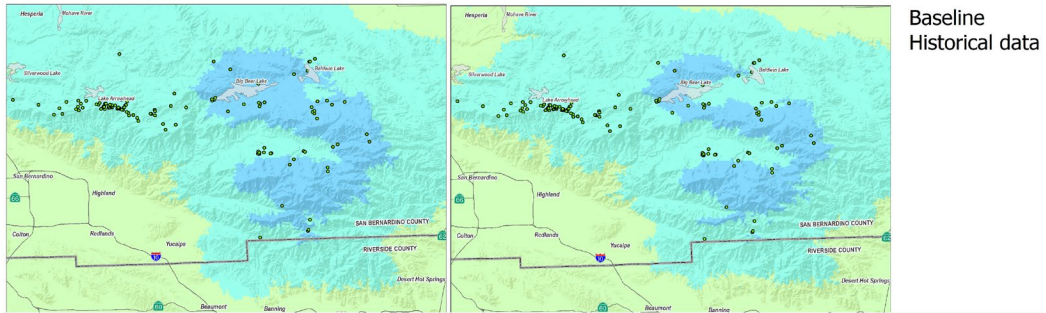 Hesperia
Mohave River
Silverwood Lake
Lake Arrowhead
Big Bear Lake
Baldwin Lake
San Bernardino
Highland
Colton
Redlands
Yucaipa
SAN BERNARDINO COUNTY
RIVERSIDE COUNTY
Desert Hot Springs
Beaumont
Banning
Hesperia
Mohave River
Silverwood Lake
Lake Arrowhead
Big Bear Lake
Baldwin Lake
San Bernardino
Highland
Colton
Redlands
Yucaipa
SAN BERNARDINO COUNTY
RIVERSIDE COUNTY
Desert Hot Springs
Beaumont
Banning
Baseline
Historical data